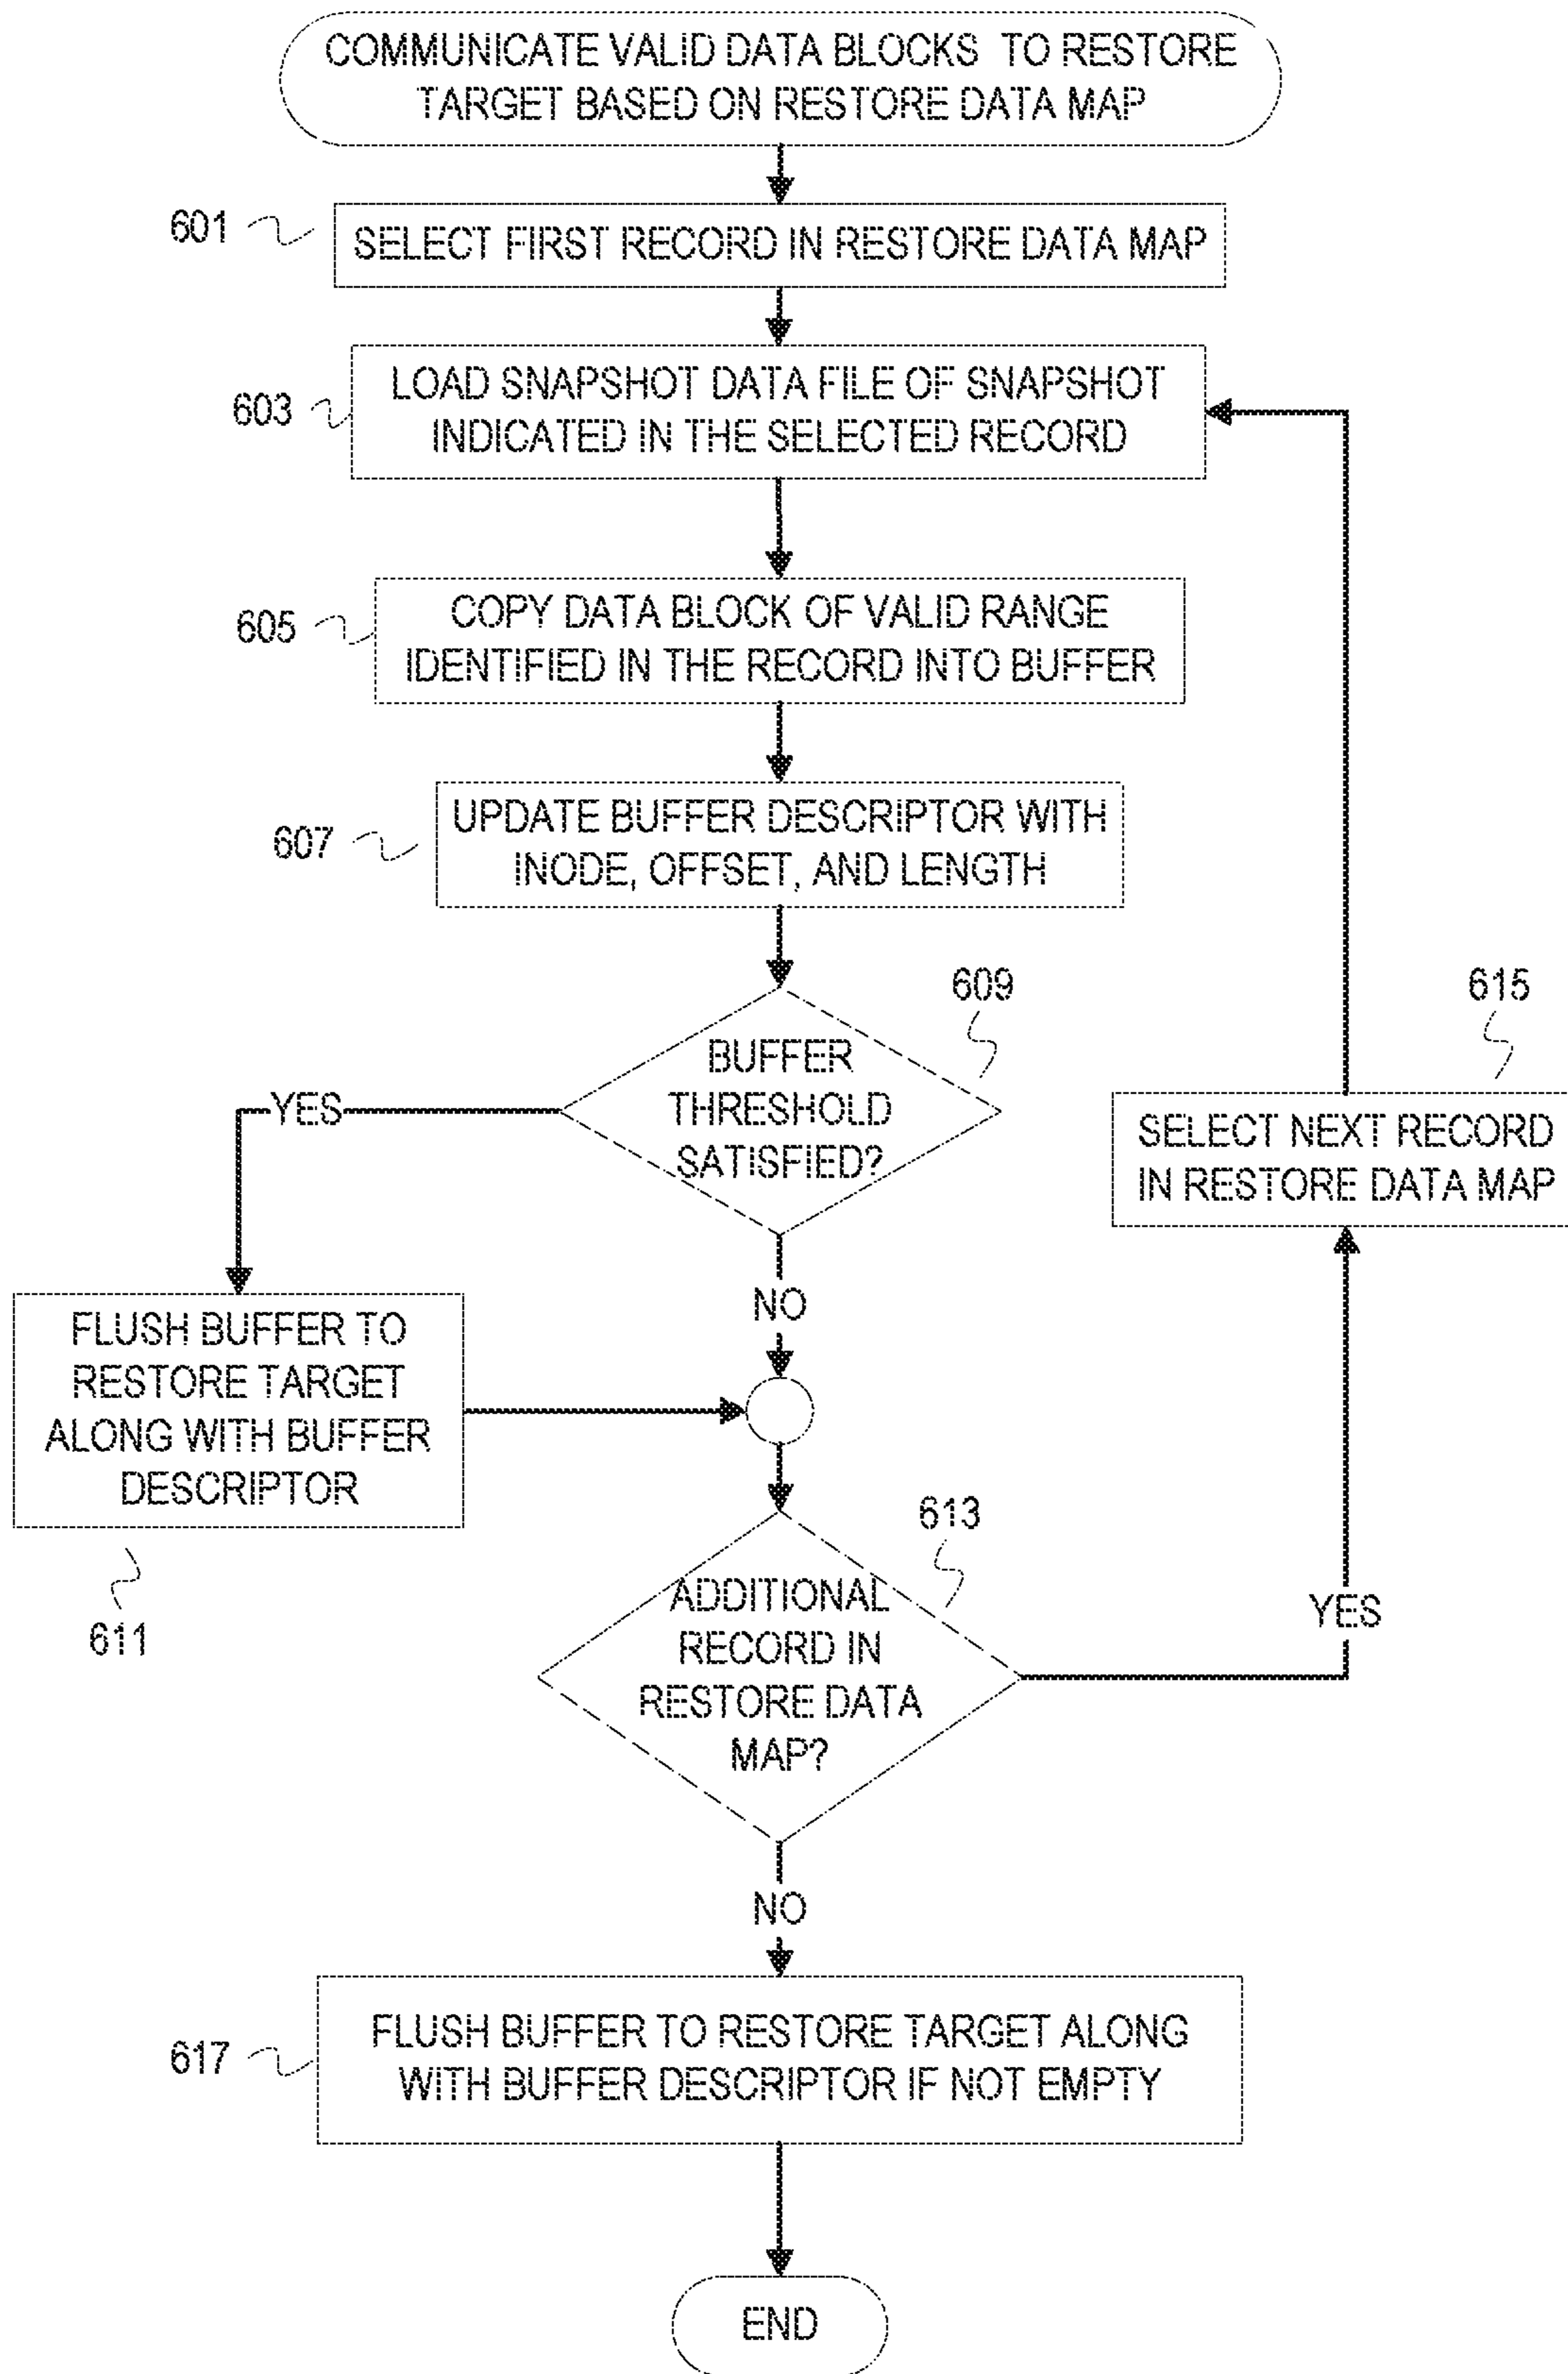 COMMUNICATE VALID DATA BLOCKS TO RESTORE
TARGET BASED ON RESTORE DATA MAP
601
SELECT FIRST RECORD IN RESTORE DATA MAP
603
LOAD SNAPSHOT DATA FILE OF SNAPSHOT
INDICATED IN THE SELECTED RECORD
605
COPY DATA BLOCK OF VALID RANGE
IDENTIFIED IN THE RECORD INTO BUFFER
607
UPDATE BUFFER DESCRIPTOR WITH
INODE, OFFSET, AND LENGTH
609
BUFFER
THRESHOLD
SATISFIED?
YES
NO
615
SELECT NEXT RECORD
IN RESTORE DATA MAP
FLUSH BUFFER TO
RESTORE TARGET
ALONG WITH BUFFER
DESCRIPTOR
611
613
ADDITIONAL
RECORD IN
RESTORE DATA
MAP?
YES
NO
617
FLUSH BUFFER TO RESTORE TARGET ALONG
WITH BUFFER DESCRIPTOR IF NOT EMPTY
END